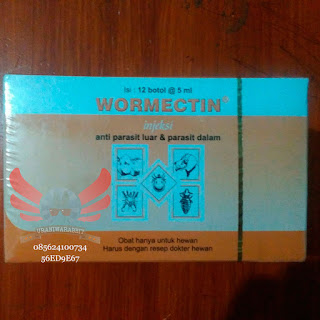 isi : 12 botol @ 5 ml
WORMECTIN®
injeksi
anti parasit luar & parasit dalam
URBANWARABBIT
085624100734
56ED9E67
Obat hanya untuk hewan
Harus dengan resep dokter hewan